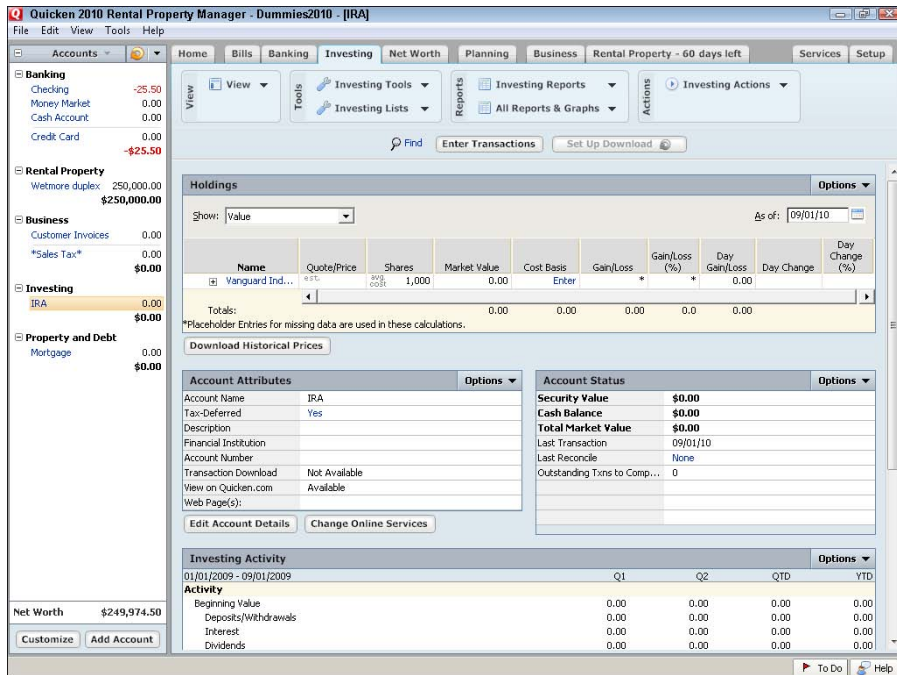 Quicken 2010 Rental Property Manager - Dummies2010 - [IRA]
File Edit View Tools Help
Accounts
Home Bills Banking Investing Net Worth Planning Business Rental Property - 60 days left Services Setup
Banking
Checking -25.50
Money Market 0.00
Cash Account 0.00
Credit Card 0.00
-$25.50
Rental Property
Wetmore duplex 250,000.00
$250,000.00
Business
Customer Invoices 0.00
*Sales Tax* 0.00
$0.00
Investing
IRA 0.00
$0.00
Property and Debt
Mortgage 0.00
$0.00
Net Worth $249,974.50
Customize Add Account
View
View
Tools
Investing Tools
Investing Lists
Reports
Investing Reports
All Reports & Graphs
Actions
Investing Actions
Find Enter Transactions Set Up Download
Holdings Options
Show: Value As of: 09/01/10
Name Quote/Price Shares Market Value Cost Basis Gain/Loss Gain/Loss (%) Day Gain/Loss Day Change Day Change (%)
Vanguard Ind... est. avg. cost 1,000 0.00 Enter * * 0.00
Totals: 0.00 0.00 0.00 0.0 0.00
*Placeholder Entries for missing data are used in these calculations.
Download Historical Prices
Account Attributes Options
Account Name IRA
Tax-Deferred Yes
Description
Financial Institution
Account Number
Transaction Download Not Available
View on Quicken.com Available
Web Page(s):
Edit Account Details Change Online Services
Account Status Options
Security Value $0.00
Cash Balance $0.00
Total Market Value $0.00
Last Transaction 09/01/10
Last Reconcile None
Outstanding Txns to Comp... 0
Investing Activity Options
01/01/2009 - 09/01/2009 Q1 Q2 QTD YTD
Activity
Beginning Value 0.00 0.00 0.00 0.00
Deposits/Withdrawals 0.00 0.00 0.00 0.00
Interest 0.00 0.00 0.00 0.00
Dividends 0.00 0.00 0.00 0.00
To Do Help